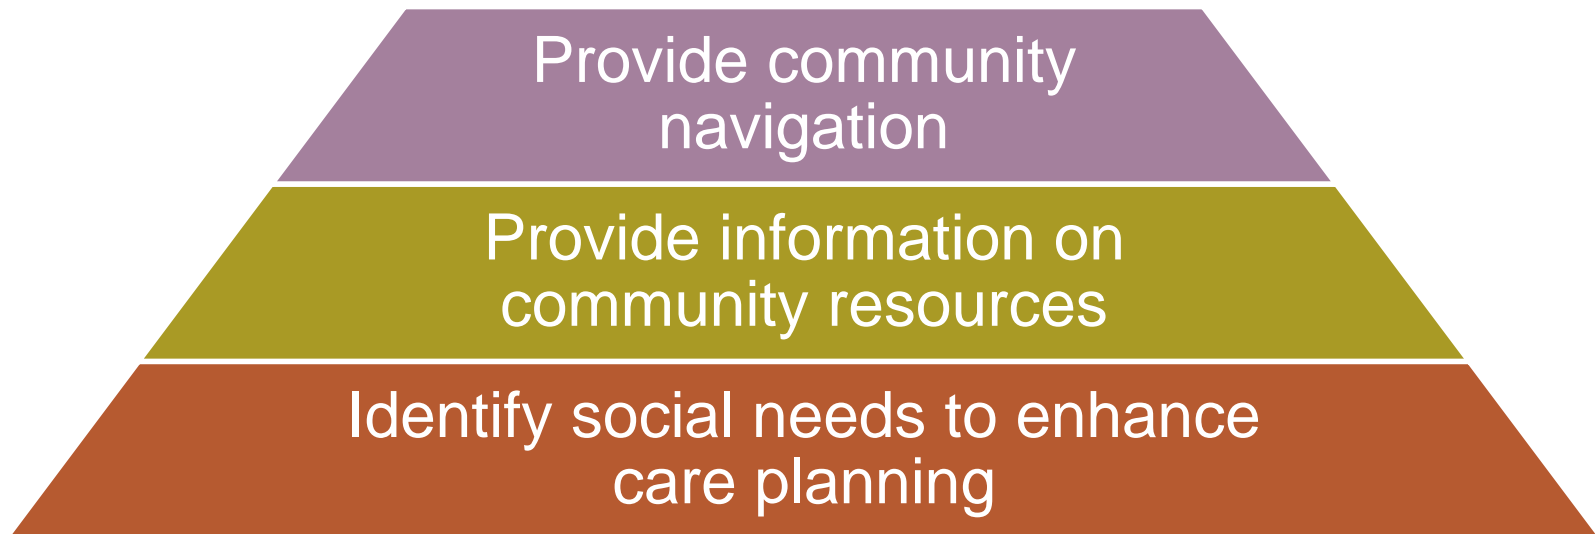 Provide community
navigation
Provide information on
community resources
Identify social needs to enhance
care planning